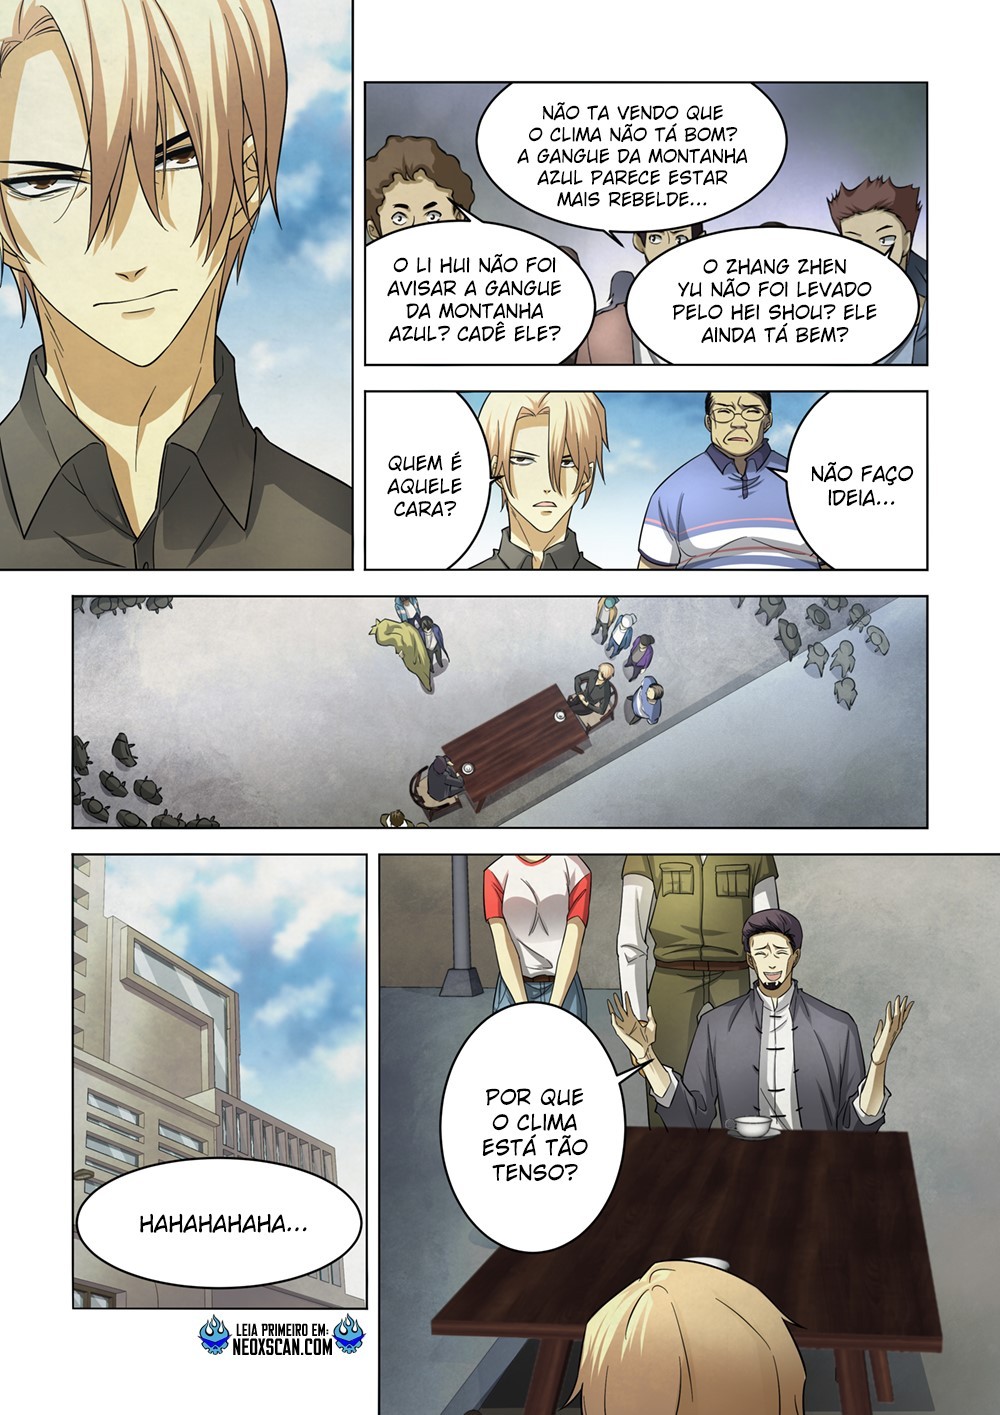 NÃO TA VENDO QUE
O CLIMA NÃO TÁ BOM?
A GANGUE DA MONTANHA
AZUL PARECE ESTAR
MAIS REBELDE...
O LI HUI NÃO FOI
AVISAR A GANGUE
DA MONTANHA
AZUL? CADÊ ELE?
O ZHANG ZHEN
YU NÃO FOI LEVADO
PELO HEI SHOU? ELE
AINDA TÁ BEM?
QUEM É
AQUELE
CARA?
NÃO FAÇO
IDEIA...
HAHAHAHAHA...
POR QUE
O CLIMA
ESTÁ TÃO
TENSO?
LEIA PRIMEIRO EM:
NEOXSCAN.COM